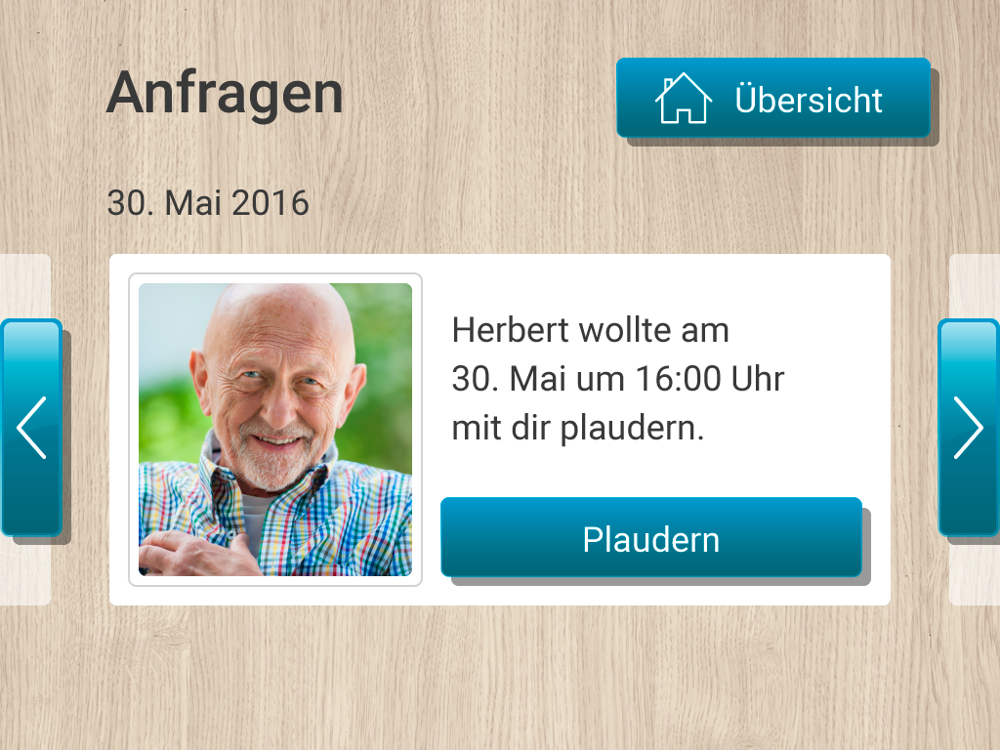 Anfragen
Übersicht
30. Mai 2016
Herbert wollte am
30. Mai um 16:00 Uhr
mit dir plaudern.
Plaudern